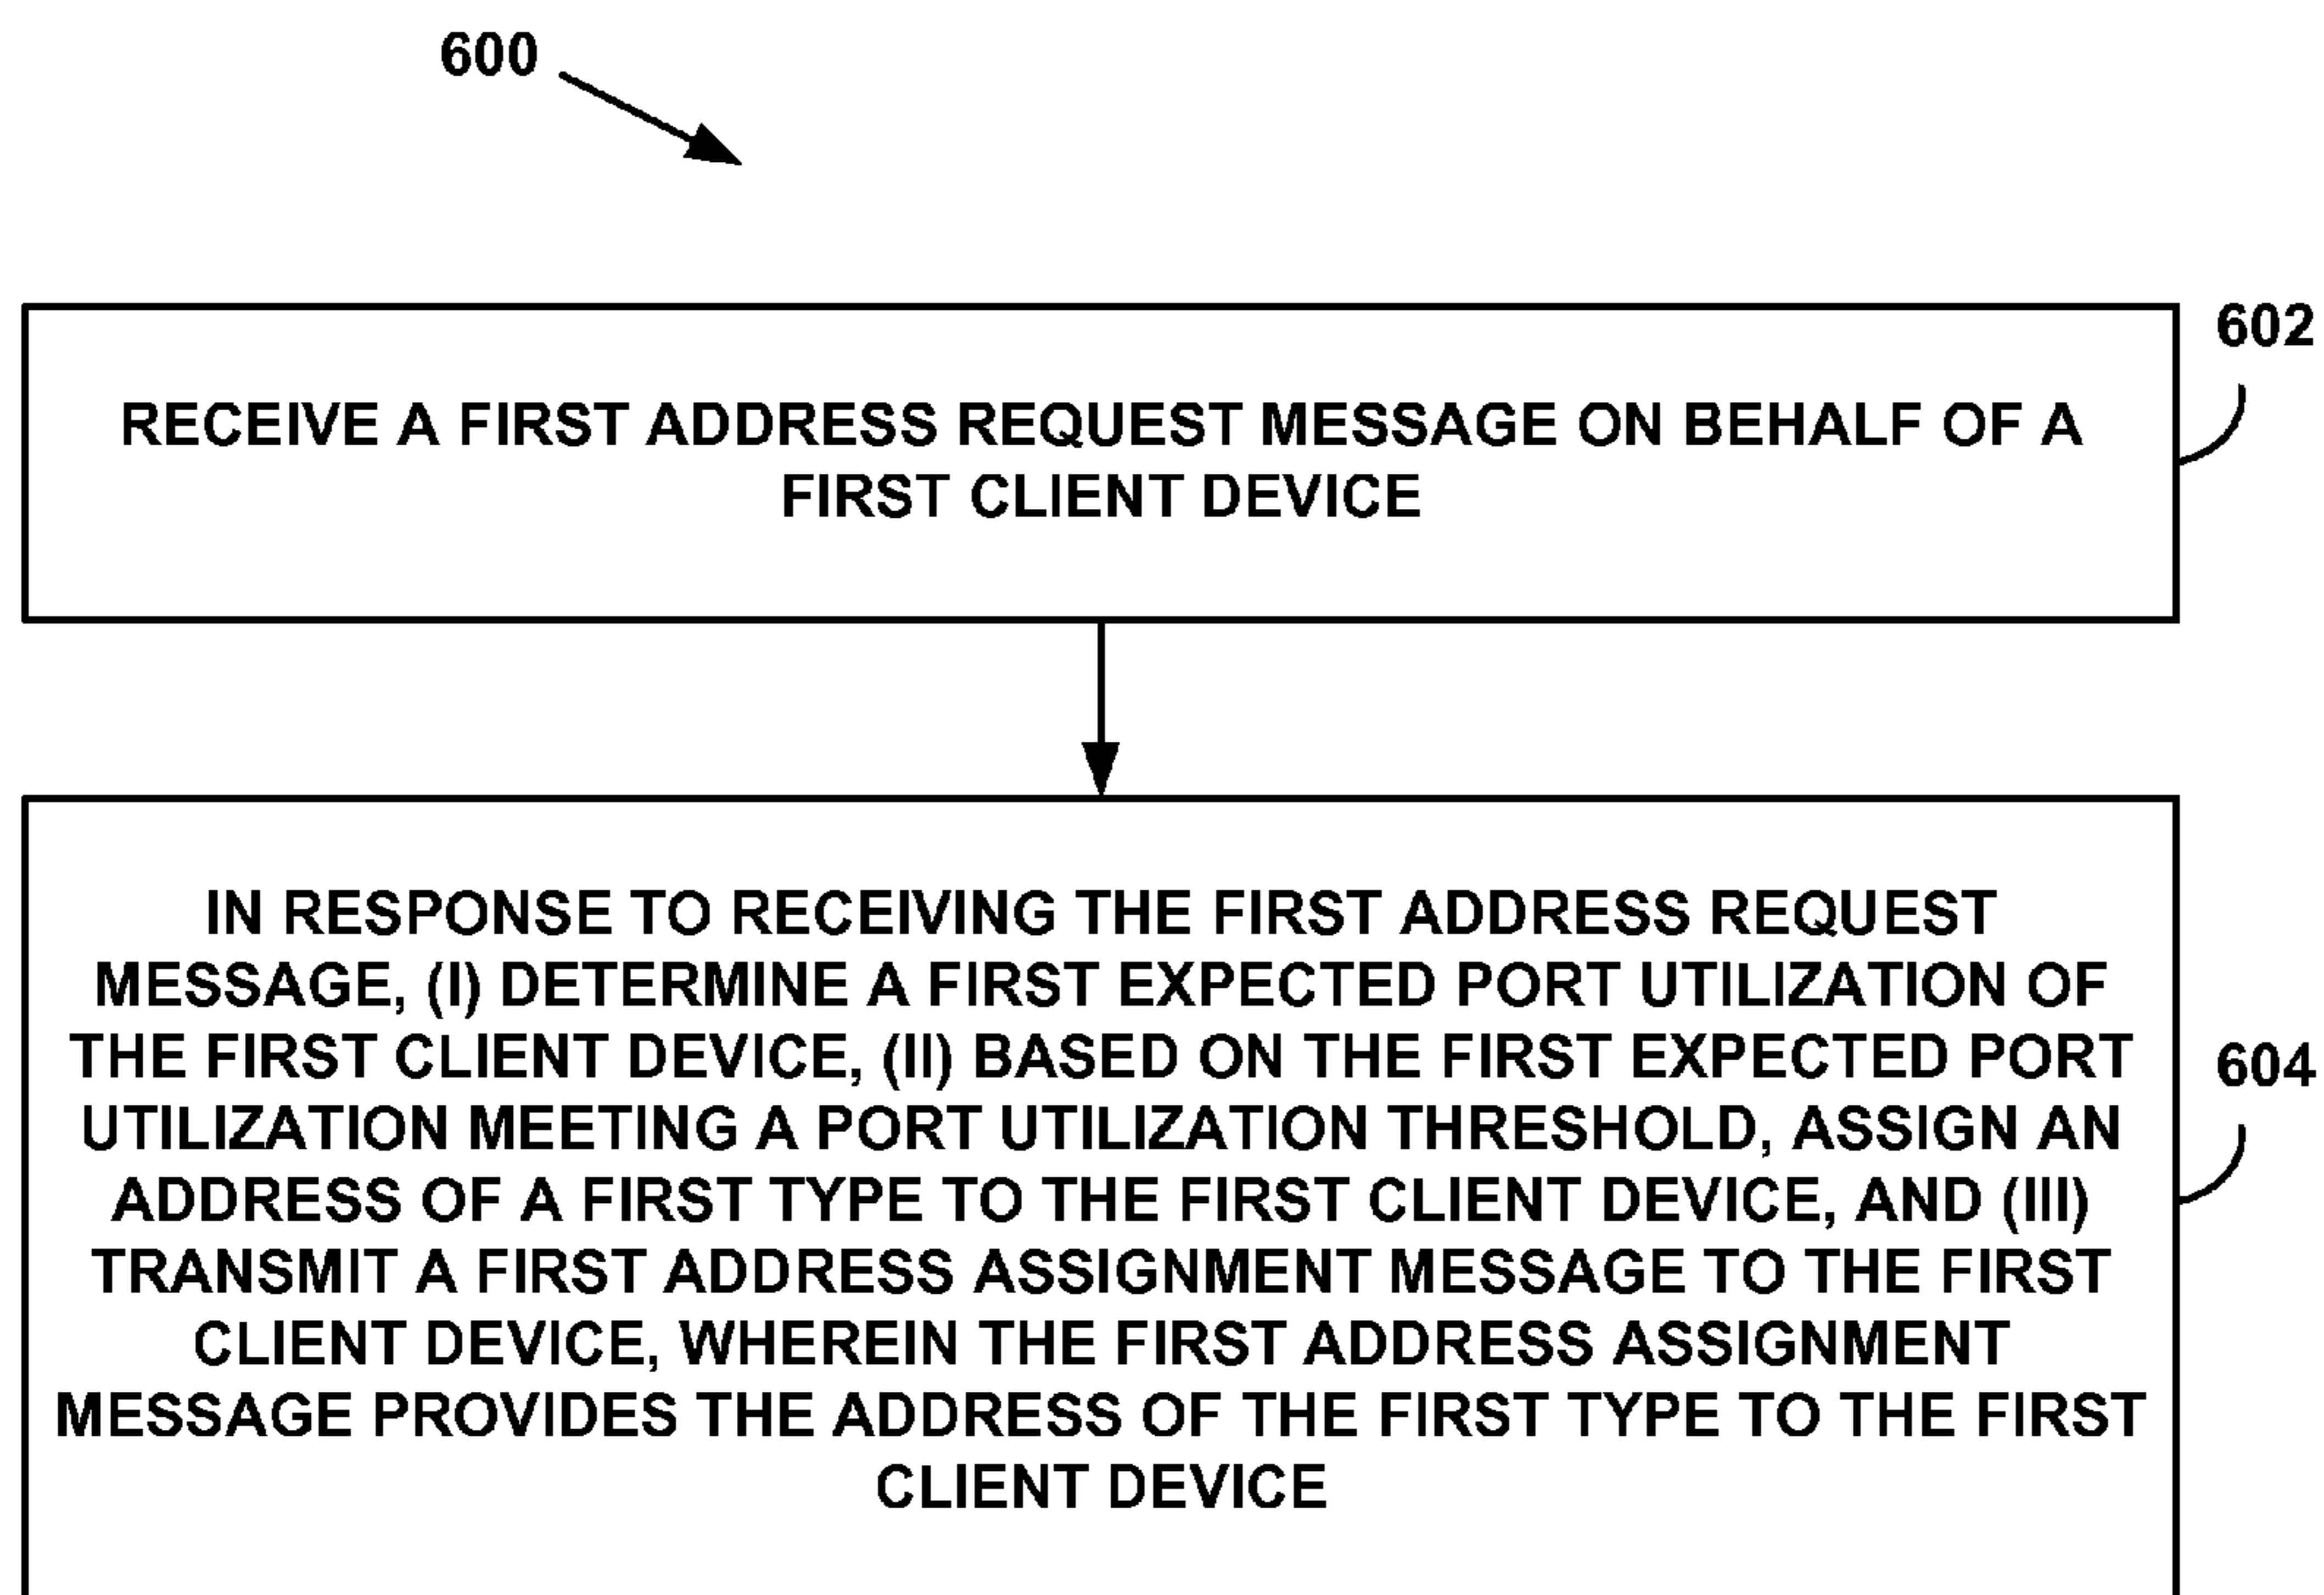 600
602
RECEIVE A FIRST ADDRESS REQUEST MESSAGE ON BEHALF OF A
FIRST CLIENT DEVICE
IN RESPONSE TO RECEIVING THE FIRST ADDRESS REQUEST
MESSAGE, (I) DETERMINE A FIRST EXPECTED PORT UTILIZATION OF
THE FIRST CLIENT DEVICE, (II) BASED ON THE FIRST EXPECTED PORT
UTILIZATION MEETING A PORT UTILIZATION THRESHOLD, ASSIGN AN
ADDRESS OF A FIRST TYPE TO THE FIRST CLIENT DEVICE, AND (III)
TRANSMIT A FIRST ADDRESS ASSIGNMENT MESSAGE TO THE FIRST
CLIENT DEVICE, WHEREIN THE FIRST ADDRESS ASSIGNMENT
MESSAGE PROVIDES THE ADDRESS OF THE FIRST TYPE TO THE FIRST
CLIENT DEVICE
604